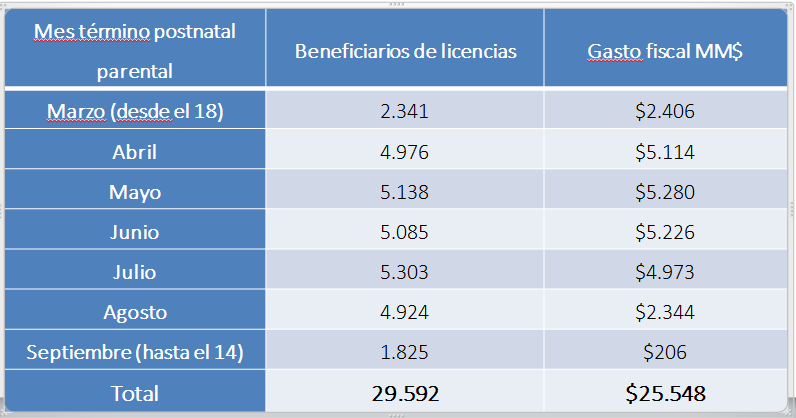 Mes término postnatal
parental
Beneficiarios de licencias
Gasto fiscal MM$
Marzo (desde el 18) 2.341 $2.406
Abril 4.976 $5.114
Mayo 5.138 $5.280
Junio 5.085 $5.226
Julio 5.303 $4.973
Agosto 4.924 $2.344
Septiembre (hasta el 14) 1.825 $206
Total 29.592 $25.548